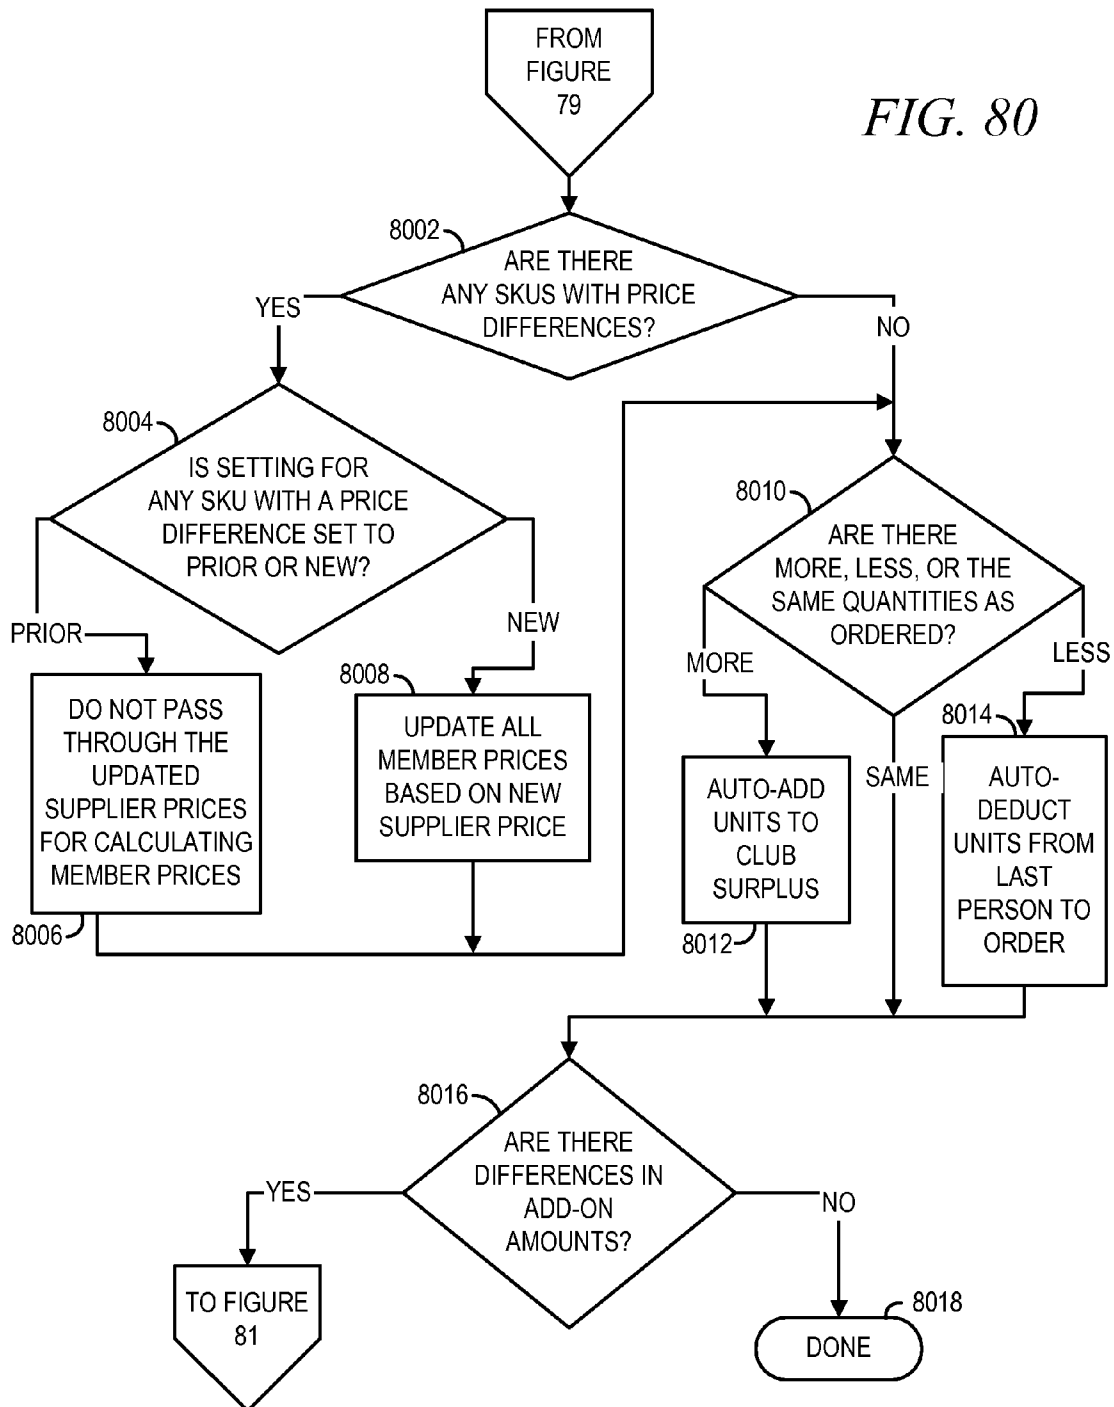 FROM
FIGURE
79
FIG. 80
8002
ARE THERE
ANY SKUS WITH PRICE
DIFFERENCES?
YES
NO
8004
IS SETTING FOR
ANY SKU WITH A PRICE
DIFFERENCE SET TO
PRIOR OR NEW?
PRIOR
NEW
8010
ARE THERE
MORE, LESS, OR THE
SAME QUANTITIES AS
ORDERED?
MORE
LESS
SAME
DO NOT PASS
THROUGH THE
UPDATED
SUPPLIER PRICES
FOR CALCULATING
MEMBER PRICES
8006
8008
UPDATE ALL
MEMBER PRICES
BASED ON NEW
SUPPLIER PRICE
AUTO-ADD
UNITS TO
CLUB
SURPLUS
8012
8014
AUTO-
DEDUCT
UNITS FROM
LAST
PERSON TO
ORDER
8016
ARE THERE
DIFFERENCES IN
ADD-ON
AMOUNTS?
YES
NO
TO FIGURE
81
8018
DONE